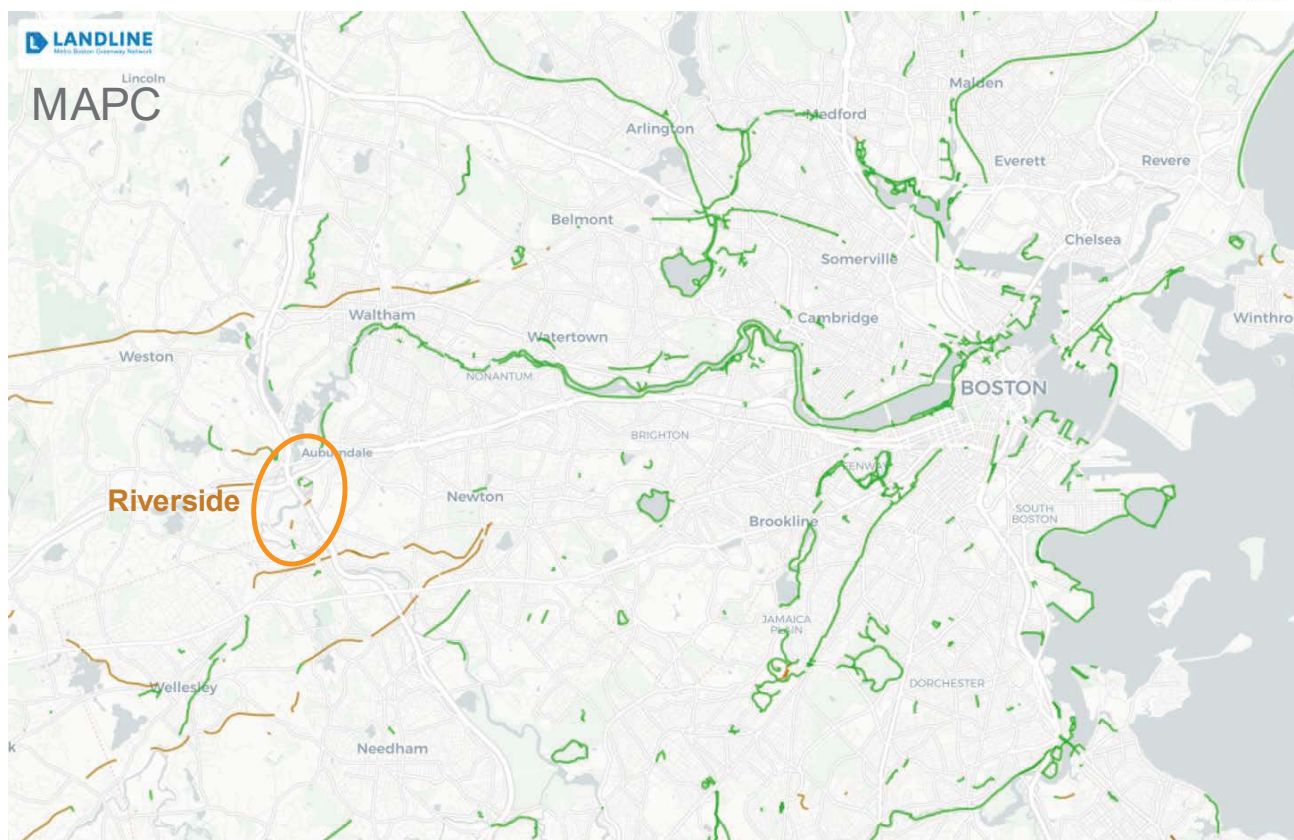 LANDLINE
Metro Boston Greenway Network
MAPC
Lincoln
Malden
Arlington
Medford
Everett
Revere
Belmont
Chelsea
Somerville
Waltham
Watertown
Cambridge
Winthro
Weston
NONANTUM
BOSTON
BRIGHTON
Auburndale
FENWAY
Riverside
Newton
Brookline
SOUTH
BOSTON
JAMAICA
PLAIN
Wellesley
DORCHESTER
Needham
k